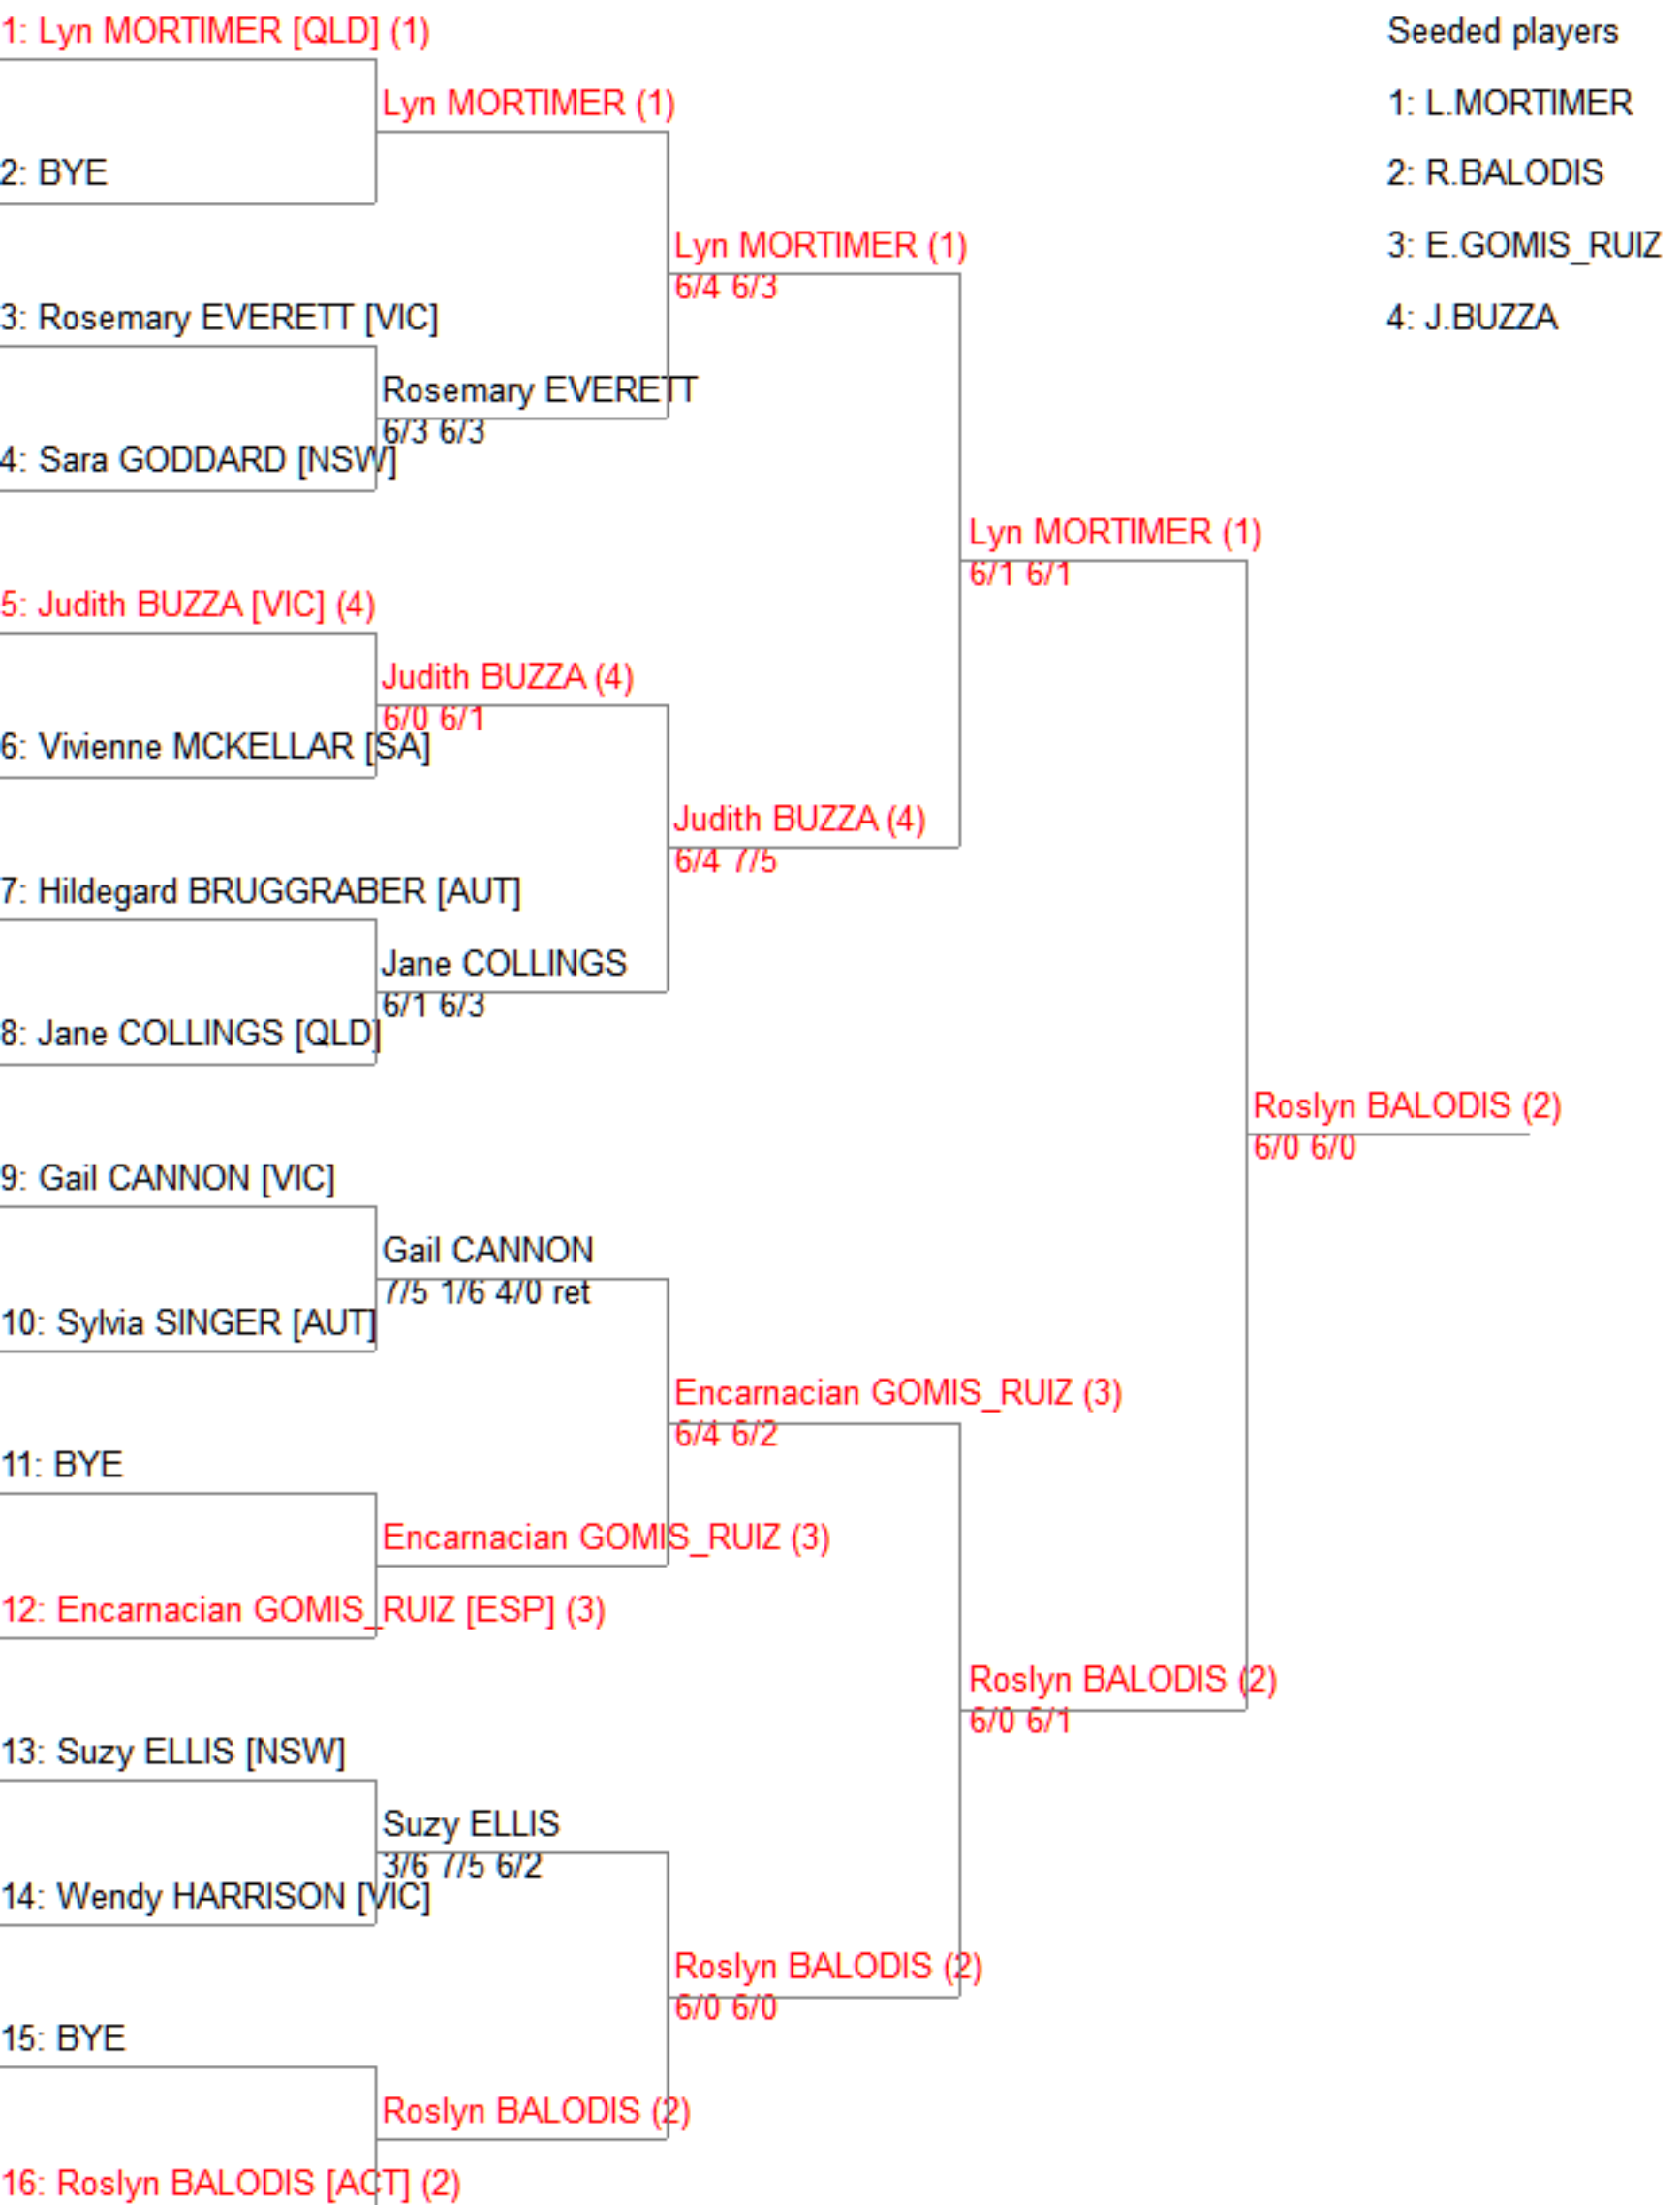 1: Lyn MORTIMER [QLD] (1)
Seeded players
Lyn MORTIMER (1)
1: L.MORTIMER
2: BYE
2: R.BALODIS
Lyn MORTIMER (1)
3: E.GOMIS_RUIZ
6/4 6/3
3: Rosemary EVERETT [VIC]
4: J.BUZZA
Rosemary EVERETT
6/3 6/3
4: Sara GODDARD [NSW]
Lyn MORTIMER (1)
6/1 6/1
5: Judith BUZZA [VIC] (4)
Judith BUZZA (4)
6/0 6/1
6: Vivienne MCKELLAR [SA]
Judith BUZZA (4)
6/4 7/5
7: Hildegard BRUGGRABER [AUT]
Jane COLLINGS
6/1 6/3
8: Jane COLLINGS [QLD]
Roslyn BALODIS (2)
6/0 6/0
9: Gail CANNON [VIC]
Gail CANNON
7/5 1/6 4/0 ret
10: Sylvia SINGER [AUT]
Encarnacian GOMIS_RUIZ (3)
6/4 6/2
11: BYE
Encarnacian GOMIS_RUIZ (3)
12: Encarnacian GOMIS_RUIZ [ESP] (3)
Roslyn BALODIS (2)
6/0 6/1
13: Suzy ELLIS [NSW]
Suzy ELLIS
3/6 7/5 6/2
14: Wendy HARRISON [VIC]
Roslyn BALODIS (2)
6/0 6/0
15: BYE
Roslyn BALODIS (2)
16: Roslyn BALODIS [ACT] (2)